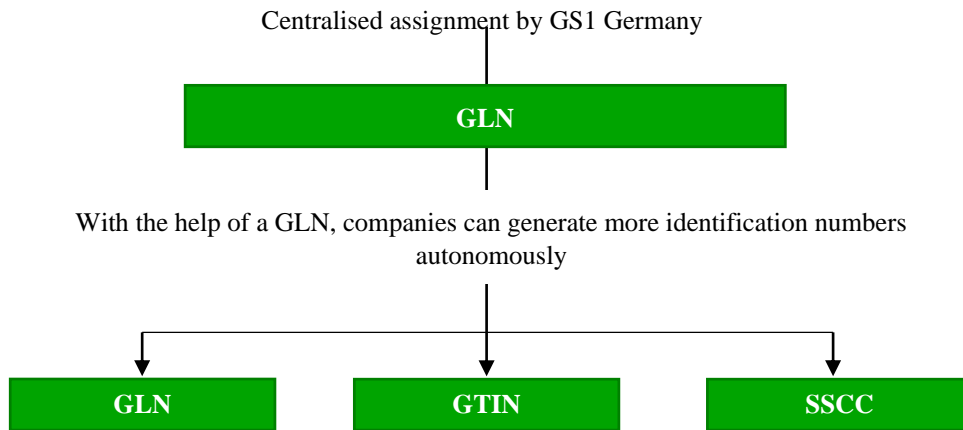 Centralised assignment by GS1 Germany
GLN
With the help of a GLN, companies can generate more identification numbers
autonomously
GLN
GTIN
SSCC